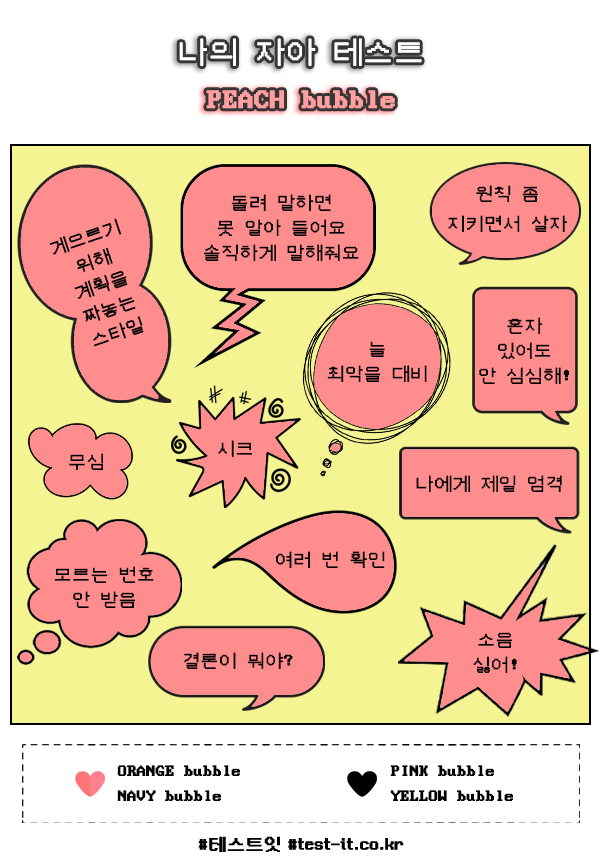 나의 자아 테스트
PEACH bubble
게으르기
위해
계획을
짜놓는
스타일
돌려 말하면
못 알아 들어요
솔직하게 말해줘요
원칙 좀
지키면서 살자
늘
최악을 대비
혼자
있어도
안 심심해!
무심
시크
나에게 제일 엄격
모르는 번호
안 받음
여러 번 확인
결론이 뭐야?
소음
싫어!
ORANGE bubble
NAVY bubble
PINK bubble
YELLOW bubble
#테스트잇 #test-it.co.kr